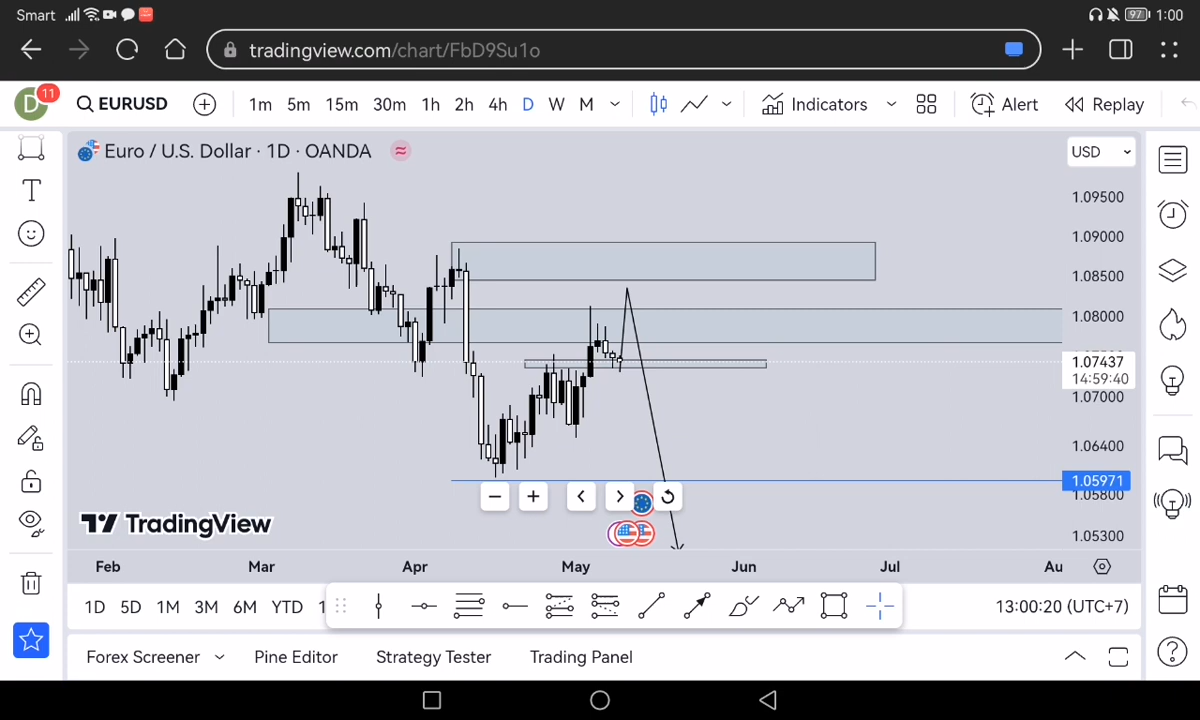 Smart 97 1:00
tradingview.com/chart/FbD9Su1o
D 11 EURUSD 1m 5m 15m 30m 1h 2h 4h D W M Indicators Alert Replay
Euro / U.S. Dollar · 1D · OANDA ≈ USD
1.09500
1.09000
1.08500
1.08000
1.07437
14:59:40
1.07000
1.06400
1.05971
1.05800
1.05300
TradingView
Feb Mar Apr May Jun Jul Au
1D 5D 1M 3M 6M YTD 1 13:00:20 (UTC+7)
Forex Screener Pine Editor Strategy Tester Trading Panel